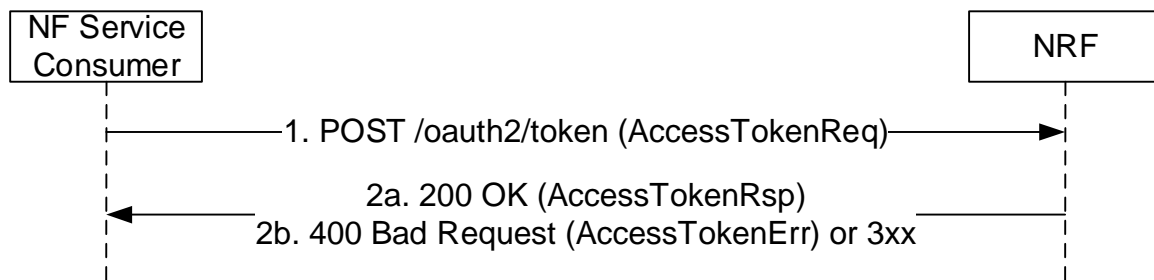 NF Service
Consumer
NRF
1. POST /oauth2/token (AccessTokenReq)
2a. 200 OK (AccessTokenRsp)
2b. 400 Bad Request (AccessTokenErr) or 3xx